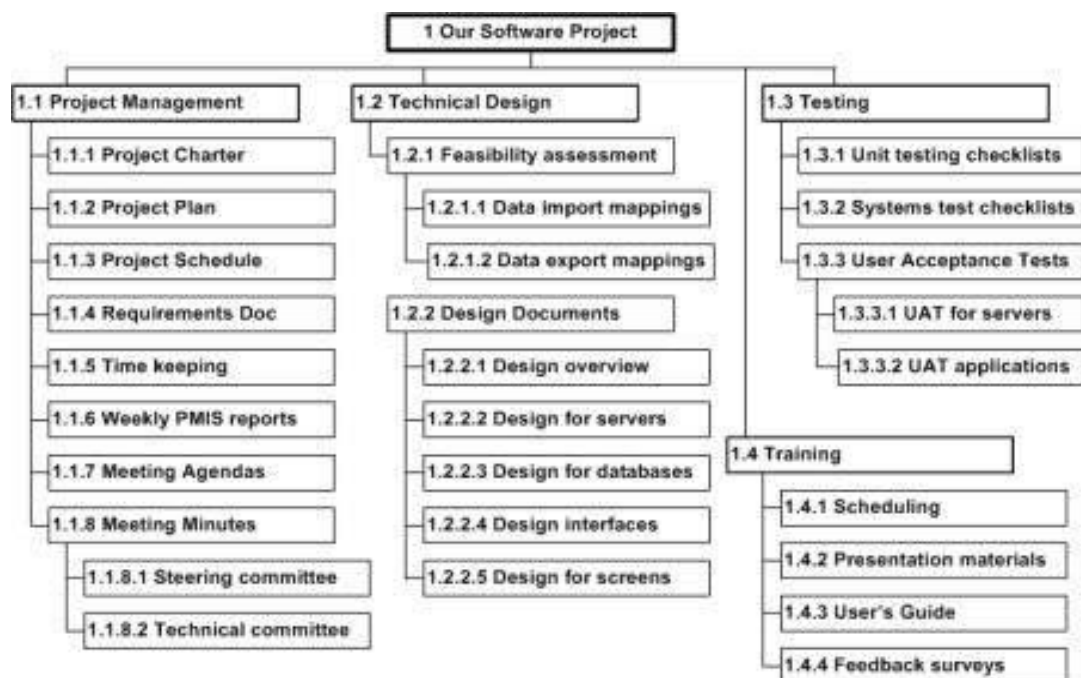 1 Our Software Project
1.1 Project Management
1.1.1 Project Charter
1.1.2 Project Plan
1.1.3 Project Schedule
1.1.4 Requirements Doc
1.1.5 Time keeping
1.1.6 Weekly PMIS reports
1.1.7 Meeting Agendas
1.1.8 Meeting Minutes
1.1.8.1 Steering committee
1.1.8.2 Technical committee
1.2 Technical Design
1.2.1 Feasibility assessment
1.2.1.1 Data import mappings
1.2.1.2 Data export mappings
1.2.2 Design Documents
1.2.2.1 Design overview
1.2.2.2 Design for servers
1.2.2.3 Design for databases
1.2.2.4 Design interfaces
1.2.2.5 Design for screens
1.3 Testing
1.3.1 Unit testing checklists
1.3.2 Systems test checklists
1.3.3 User Acceptance Tests
1.3.3.1 UAT for servers
1.3.3.2 UAT applications
1.4 Training
1.4.1 Scheduling
1.4.2 Presentation materials
1.4.3 User's Guide
1.4.4 Feedback surveys